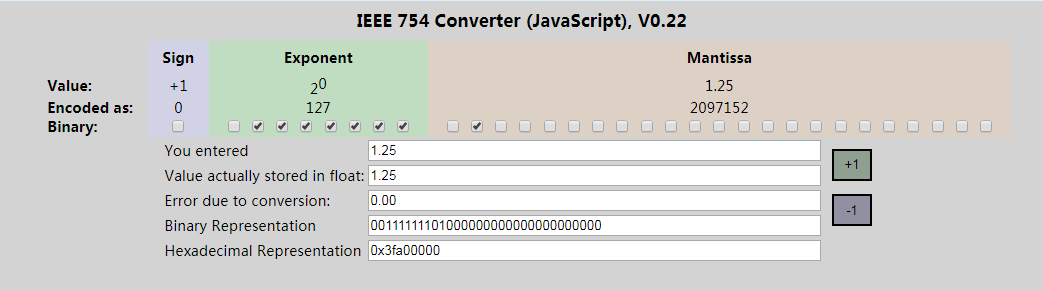 IEEE 754 Converter (JavaScript), V0.22
Sign Exponent Mantissa
Value: +1 2⁰ 1.25
Encoded as: 0 127 2097152
Binary:
You entered 1.25
Value actually stored in float: 1.25 +1
Error due to conversion: 0.00
Binary Representation 00111111101000000000000000000000 -1
Hexadecimal Representation 0x3fa00000